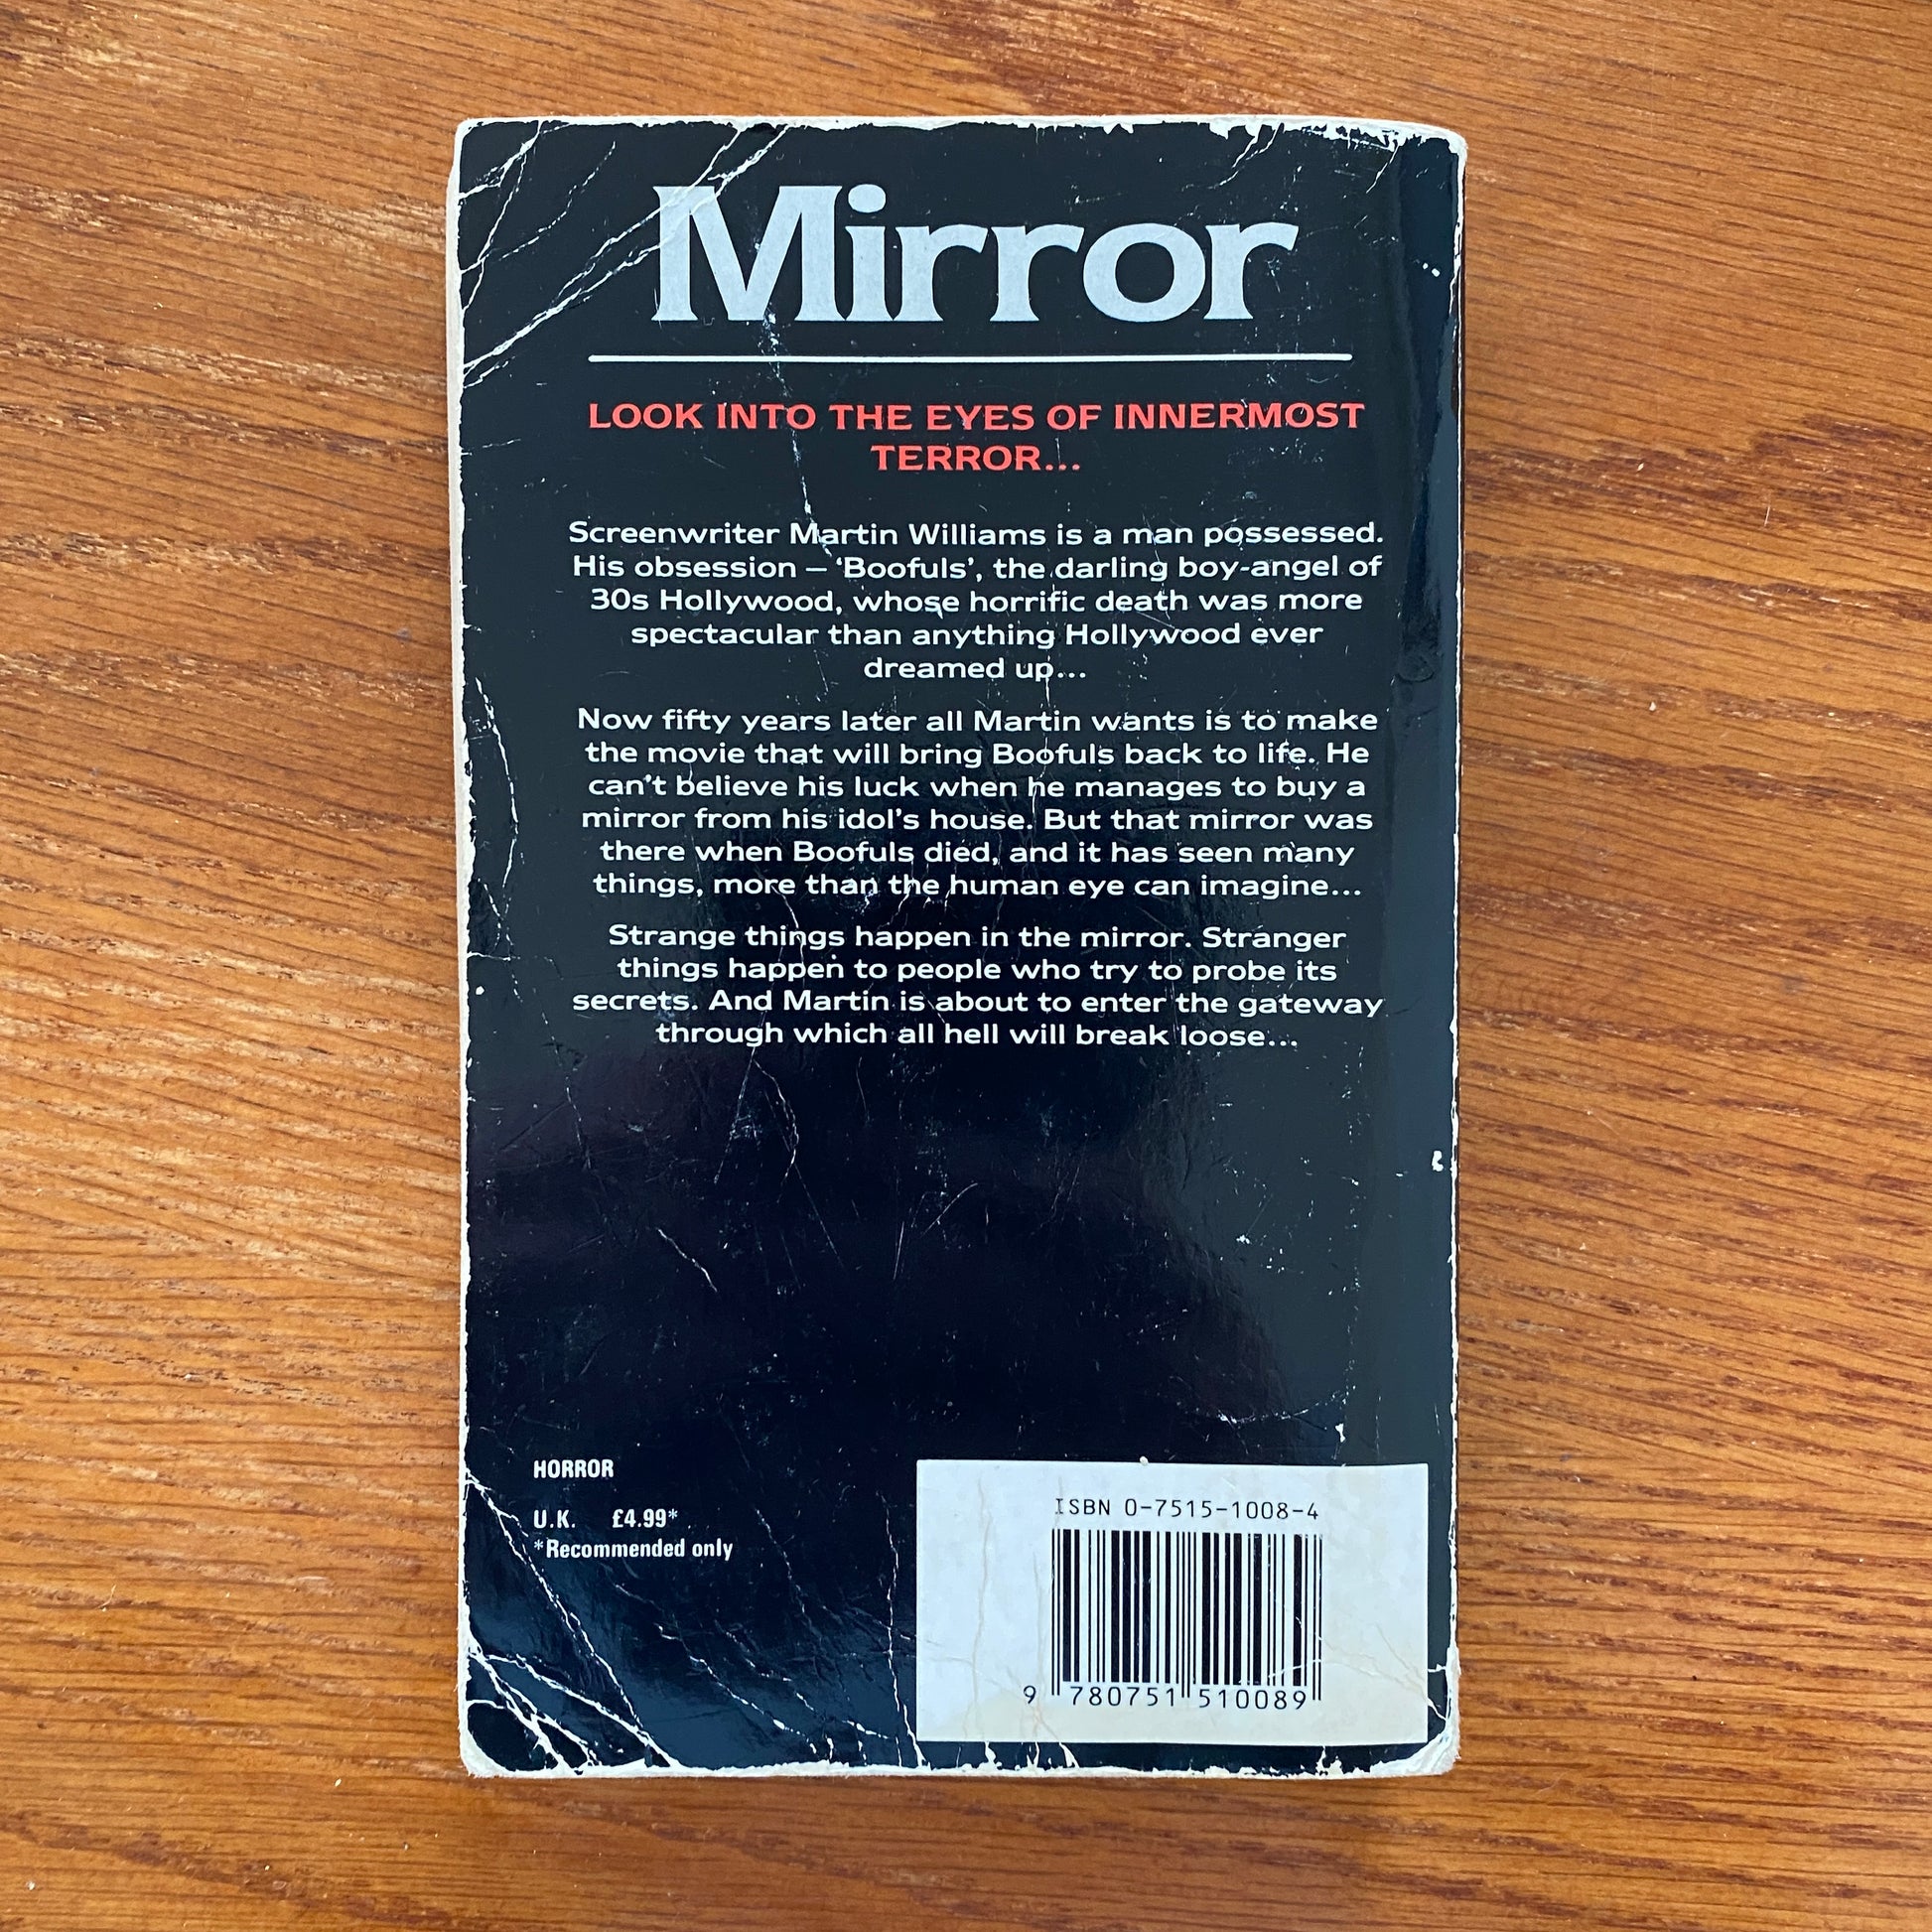 Mirror
LOOK INTO THE EYES OF INNERMOST
TERROR...
Screenwriter Martin Williams is a man possessed.
His obsession – ‘Boofuls’, the darling boy-angel of
30s Hollywood, whose horrific death was more
spectacular than anything Hollywood ever
dreamed up...
Now fifty years later all Martin wants is to make
the movie that will bring Boofuls back to life. He
can’t believe his luck when he manages to buy a
mirror from his idol’s house. But that mirror was
there when Boofuls died, and it has seen many
things, more than the human eye can imagine...
Strange things happen in the mirror. Stranger
things happen to people who try to probe its
secrets. And Martin is about to enter the gateway
through which all hell will break loose...
HORROR
U.K. £4.99*
*Recommended only
ISBN 0-7515-1008-4
9 780751 510089